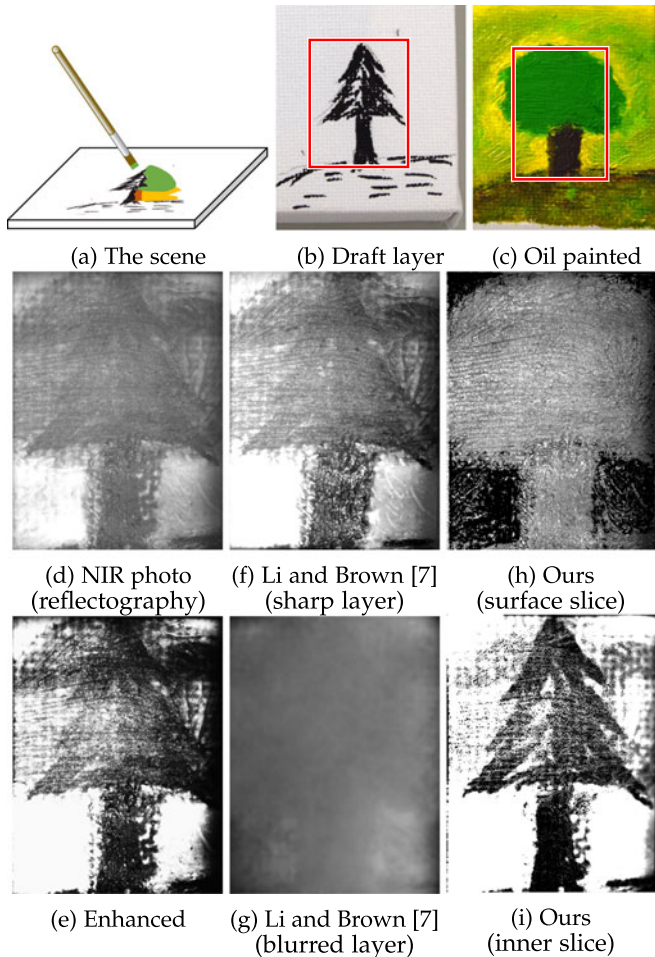 (a) The scene
(b) Draft layer
(c) Oil painted
(d) NIR photo
(reflectography)
(f) Li and Brown [7]
(sharp layer)
(h) Ours
(surface slice)
(e) Enhanced
(g) Li and Brown [7]
(blurred layer)
(i) Ours
(inner slice)